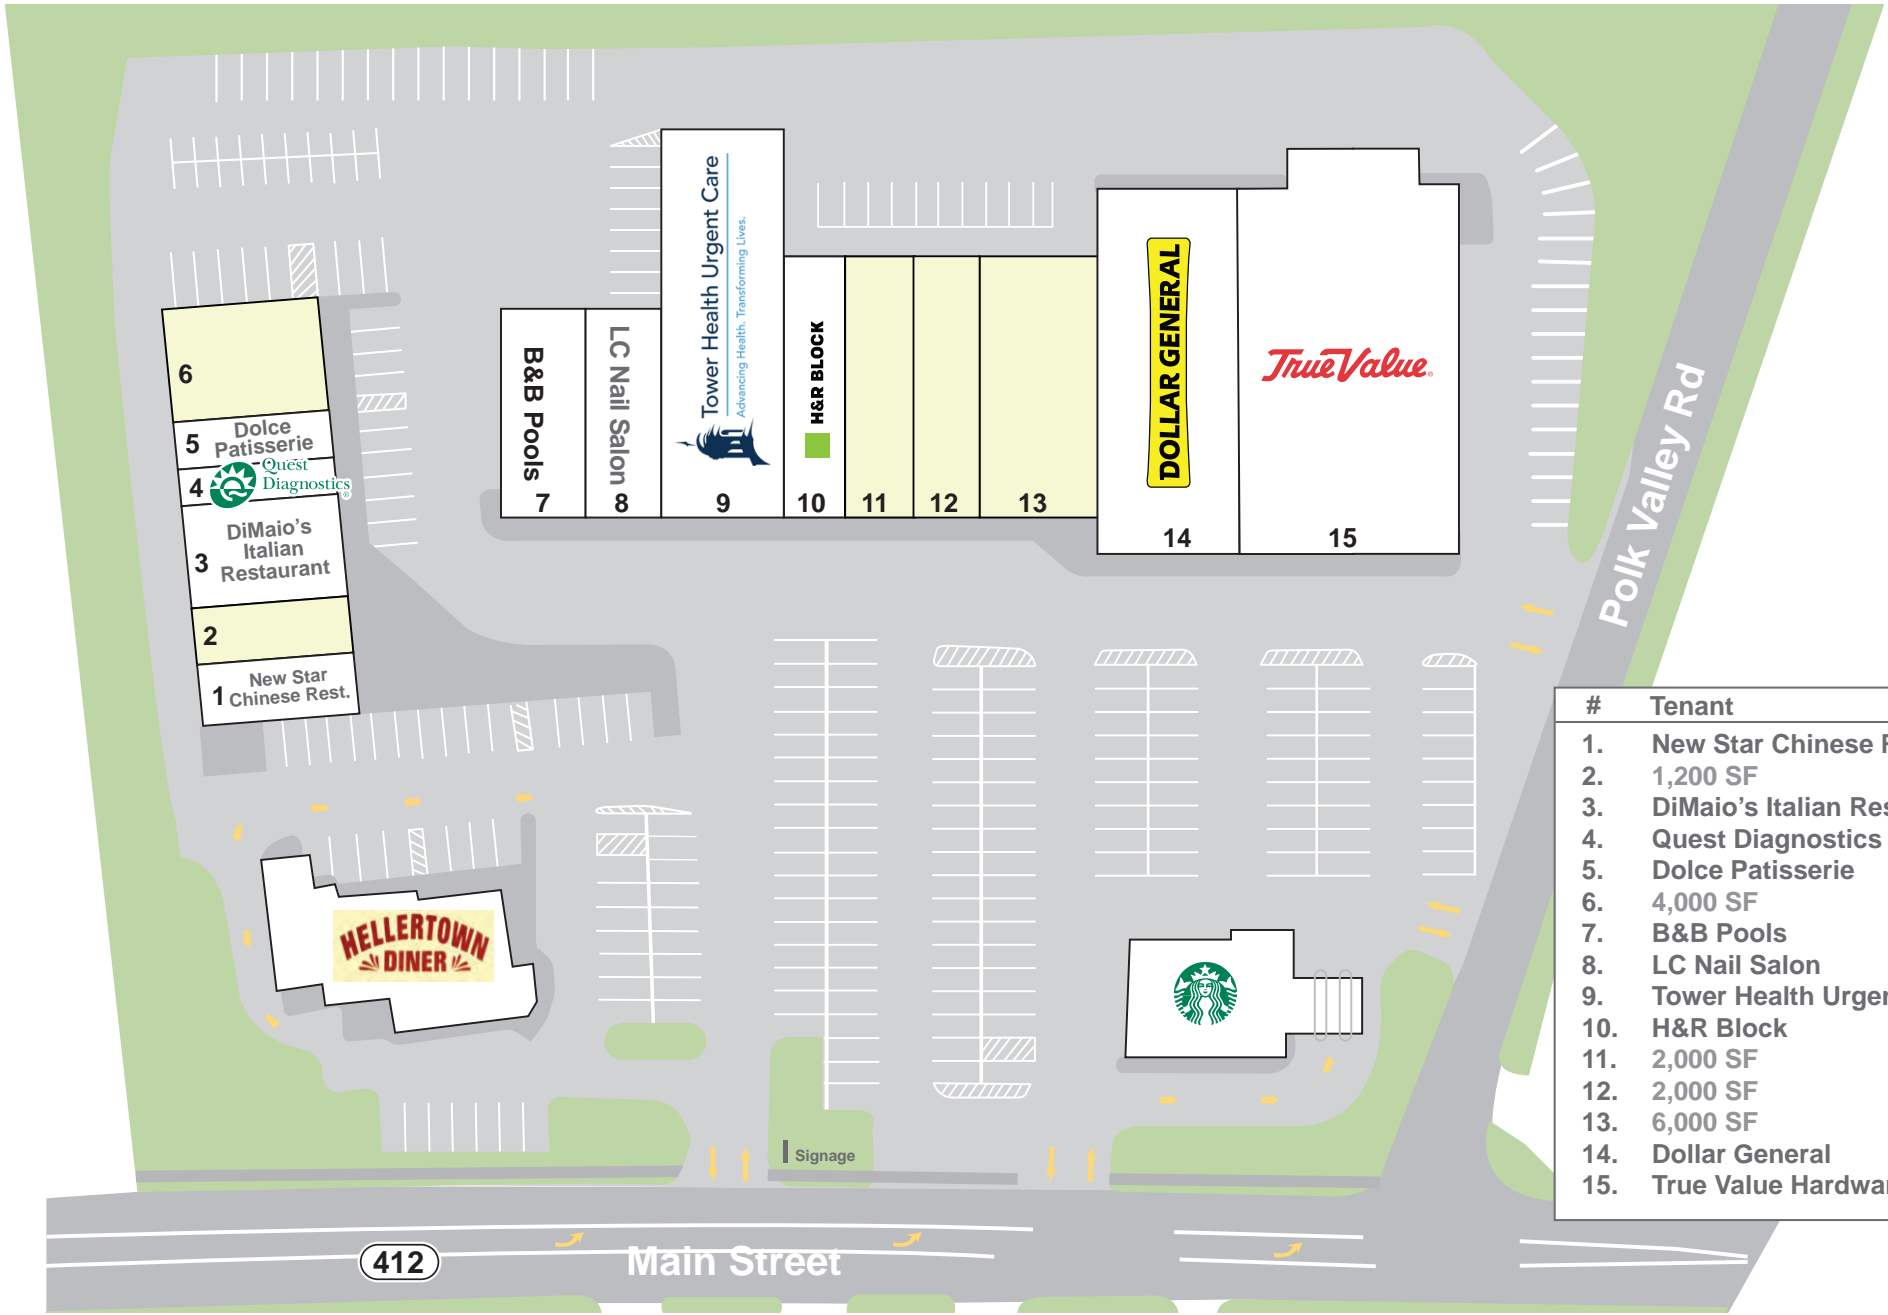 Tower Health Urgent Care
Advancing Health. Transforming Lives.
9
B&B Pools
7
LC Nail Salon
8
H&R BLOCK
10
11
12
13
DOLLAR GENERAL
14
True Value®
15
6
5 Dolce
Patisserie
4 Quest
Diagnostics®
3 DiMaio's
Italian
Restaurant
2
1 New Star
Chinese Rest.
Polk Valley Rd
HELLERTOWN
DINER
Signage
412
Main Street
# Tenant
1. New Star Chinese
2. 1,200 SF
3. DiMaio's Italian Res
4. Quest Diagnostics
5. Dolce Patisserie
6. 4,000 SF
7. B&B Pools
8. LC Nail Salon
9. Tower Health Urgen
10. H&R Block
11. 2,000 SF
12. 2,000 SF
13. 6,000 SF
14. Dollar General
15. True Value Hardwa